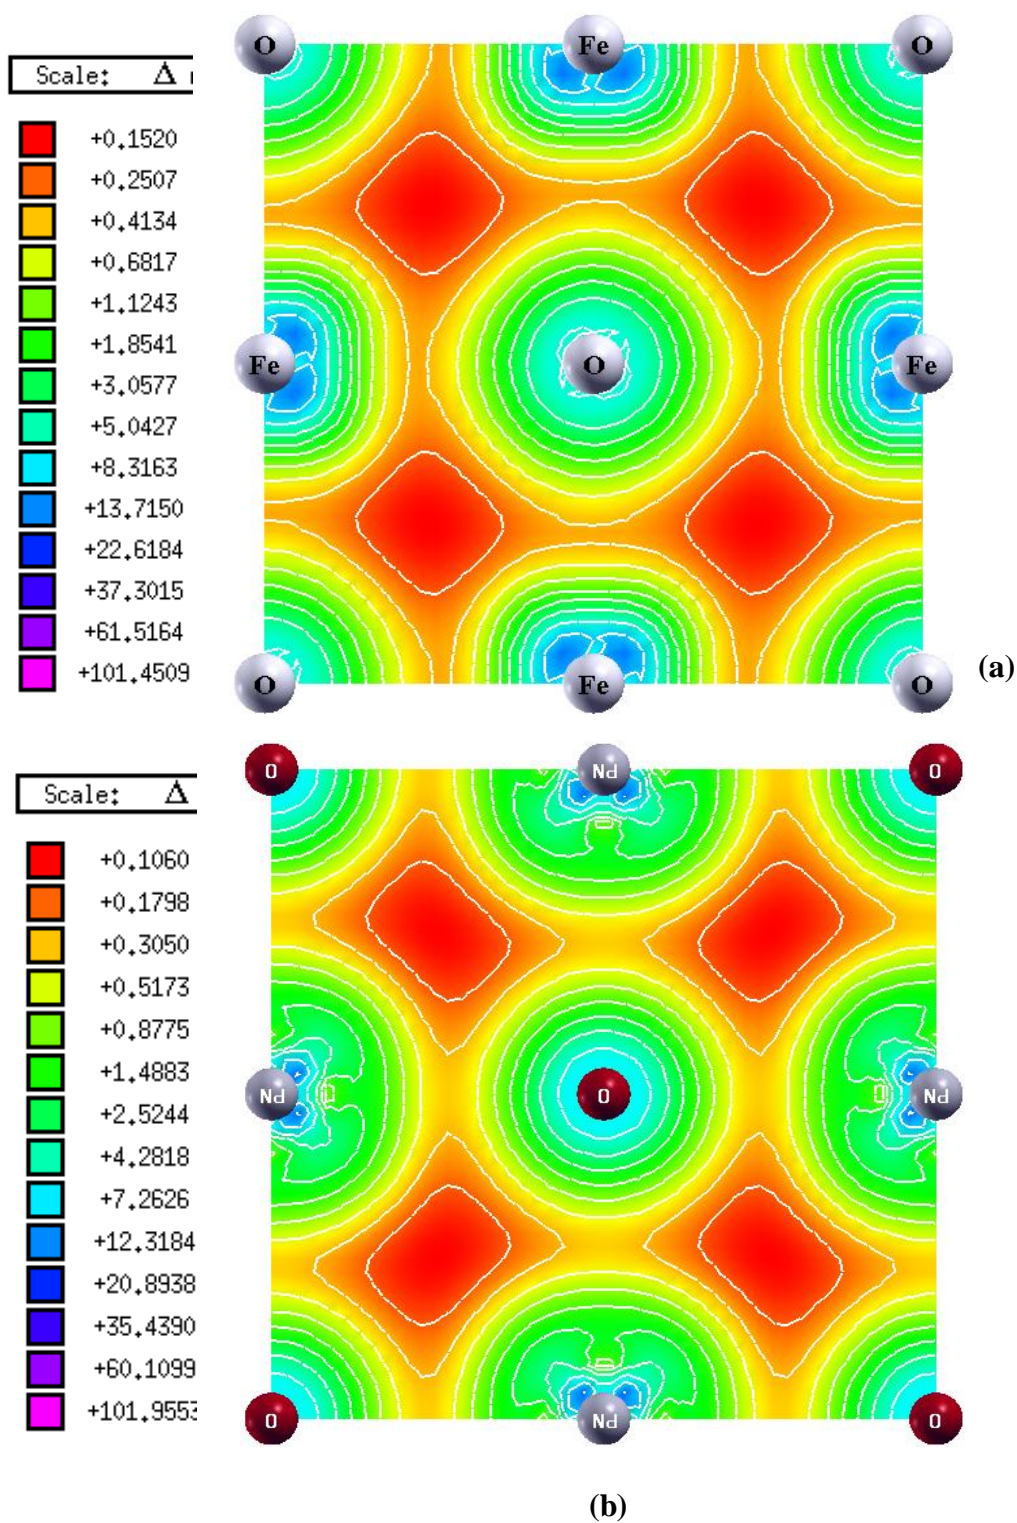 O Fe O
Scale: Δ
+0.1520
+0.2507
+0.4134
+0.6817
+1.1243
+1.8541
+3.0577
+5.0427
+8.3163
+13.7150
+22.6184
+37.3015
+61.5164
+101.4509
Fe O Fe
O Fe O
(a)
O Nd O
Scale: Δ
+0.1060
+0.1798
+0.3050
+0.5173
+0.8775
+1.4883
+2.5244
+4.2818
+7.2626
+12.3184
+20.8938
+35.4390
+60.1099
+101.9553
Nd O Nd
O Nd O
(b)